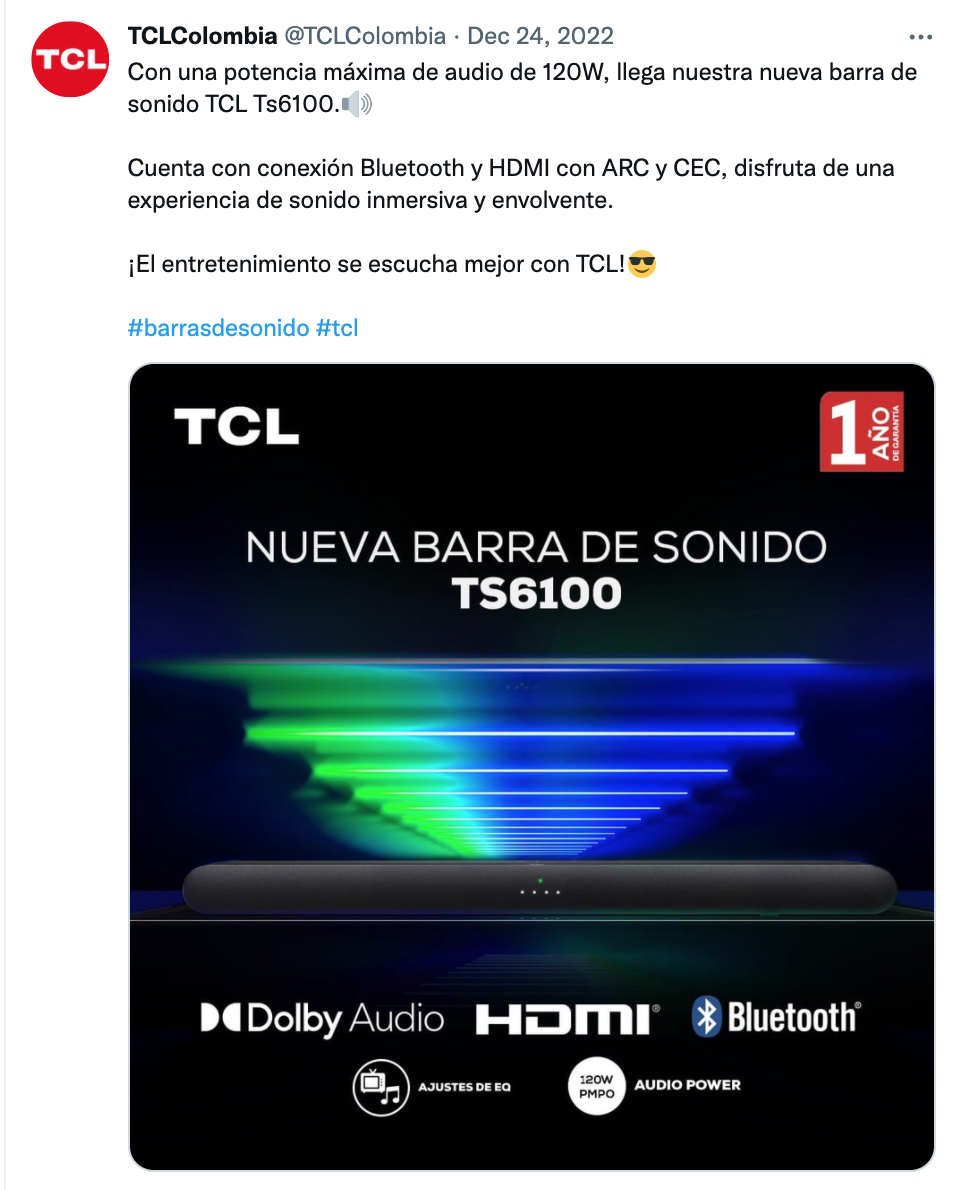 TCL
TCLColombia @TCLColombia · Dec 24, 2022
Con una potencia máxima de audio de 120W, llega nuestra nueva barra de
sonido TCL Ts6100.🔊
Cuenta con conexión Bluetooth y HDMI con ARC y CEC, disfruta de una
experiencia de sonido inmersiva y envolvente.
¡El entretenimiento se escucha mejor con TCL!😎
#barrasdesonido #tcl
TCL
1 AÑO
DE GARANTÍA
NUEVA BARRA DE SONIDO
TS6100
Dolby Audio HDMI® Bluetooth®
AJUSTES DE EQ
120W
PMPO
AUDIO POWER